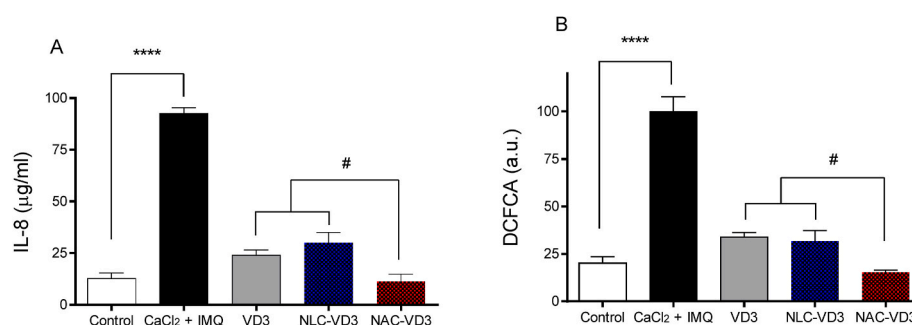 A
****
#
IL-8 (μg/ml)
100
75
50
25
0
Control CaCl₂ + IMQ VD3 NLC-VD3 NAC-VD3
B
****
#
DCFCA (a.u.)
100
75
50
25
0
Control CaCl₂ + IMQ VD3 NLC-VD3 NAC-VD3